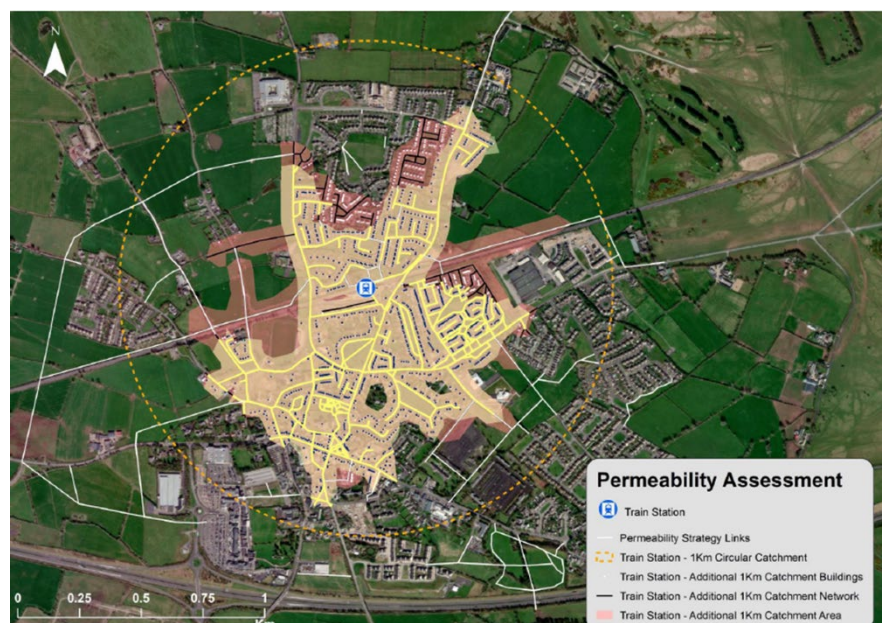 N
Permeability Assessment
Train Station
Permeability Strategy Links
Train Station - 1Km Circular Catchment
Train Station - Additional 1Km Catchment Buildings
Train Station - Additional 1Km Catchment Network
Train Station - Additional 1Km Catchment Area
0 0.25 0.5 0.75 1
Km